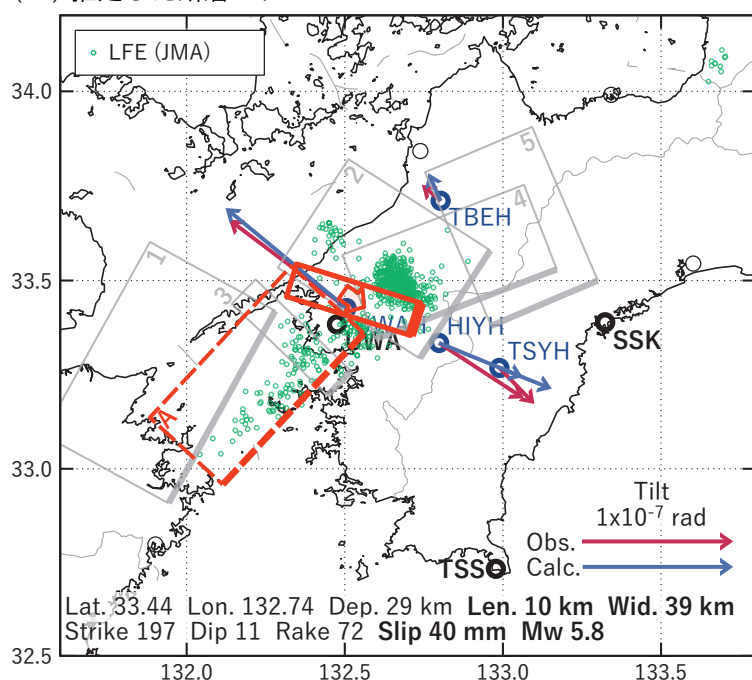 LFE (JMA)
34.0
33.5
33.0
32.5
132.0
132.5
133.0
133.5
1
2
3
4
5
A
TBEH
HIYH
TSYH
UWA
SSK
TSS
Tilt
1x10⁻⁷ rad
Obs.
Calc.
Lat. 33.44 Lon. 132.74 Dep. 29 km Len. 10 km Wid. 39 km
Strike 197 Dip 11 Rake 72 Slip 40 mm Mw 5.8